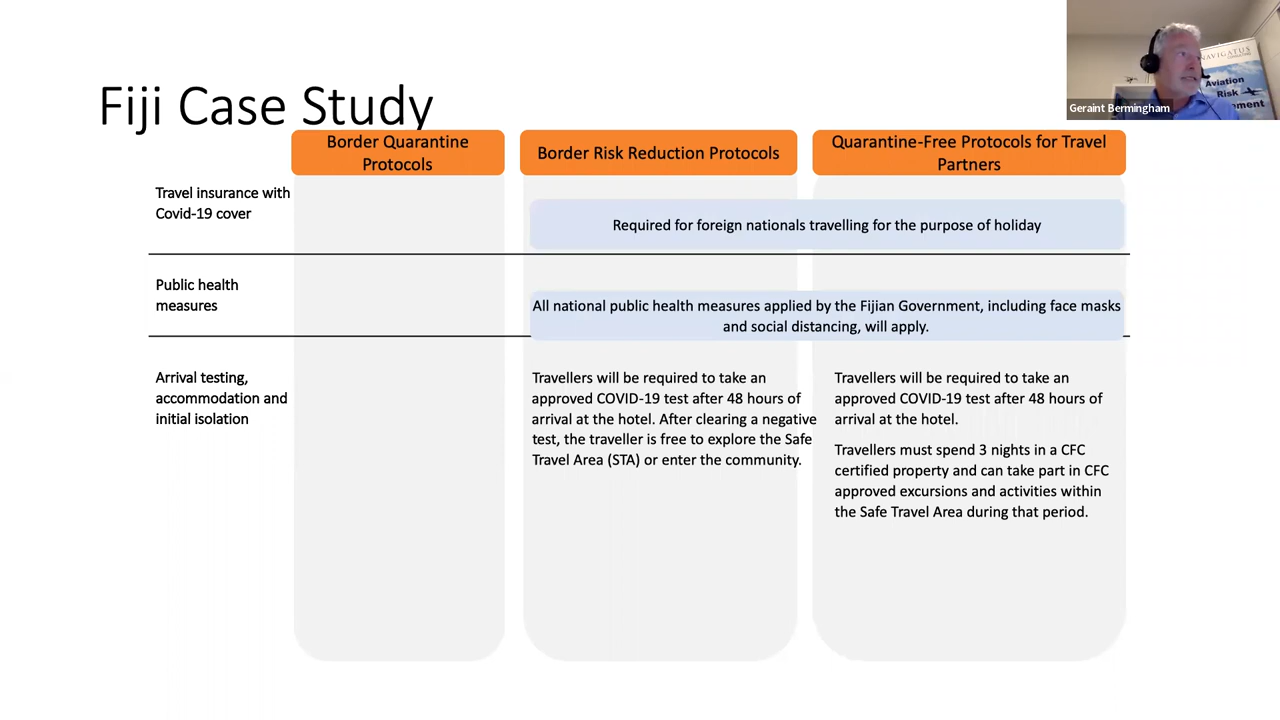 Fiji Case Study
Border Quarantine
Protocols
Border Risk Reduction Protocols
Quarantine-Free Protocols for Travel
Partners
Travel insurance with
Covid-19 cover
Required for foreign nationals travelling for the purpose of holiday
Public health
measures
All national public health measures applied by the Fijian Government, including face masks
and social distancing, will apply.
Arrival testing,
accommodation and
initial isolation
Travellers will be required to take an
approved COVID-19 test after 48 hours of
arrival at the hotel. After clearing a negative
test, the traveller is free to explore the Safe
Travel Area (STA) or enter the community.
Travellers will be required to take an
approved COVID-19 test after 48 hours of
arrival at the hotel.
Travellers must spend 3 nights in a CFC
certified property and can take part in CFC
approved excursions and activities within
the Safe Travel Area during that period.
NAVIGATUS
Aviation
Risk
ement
Geraint Bermingham